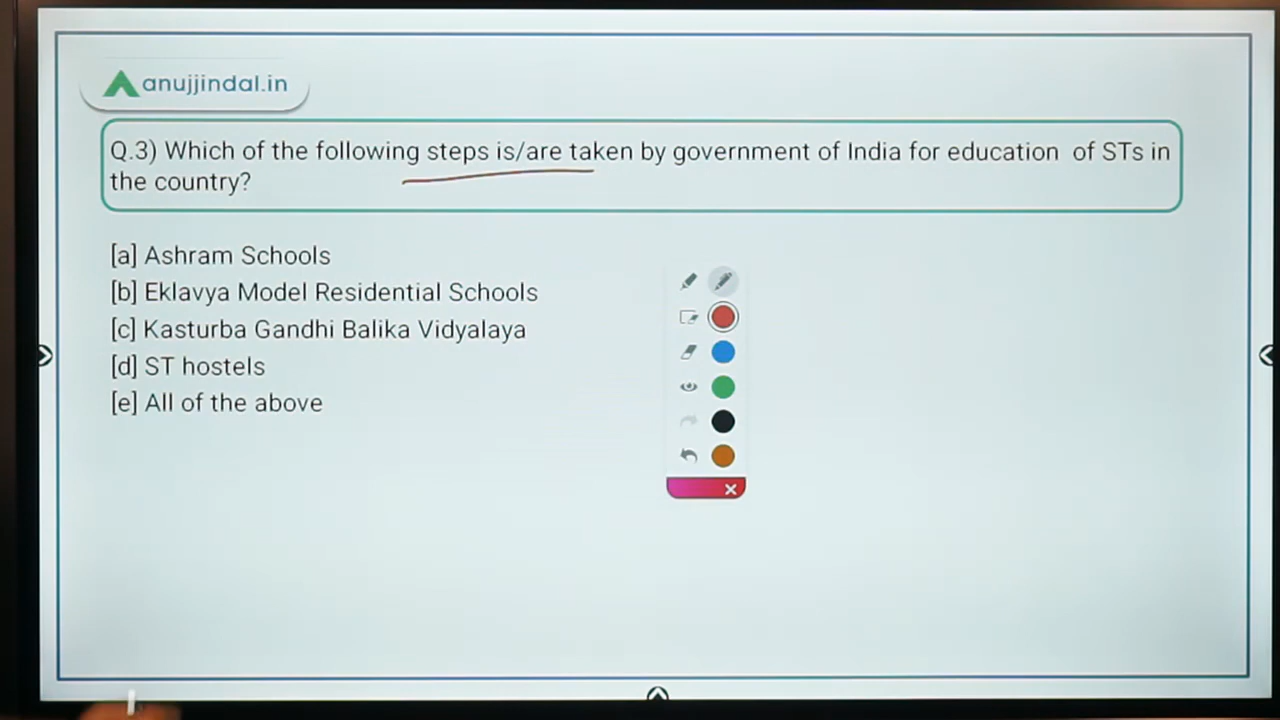 anujjindal.in
Q.3) Which of the following steps is/are taken by government of India for education of STs in
the country?
[a] Ashram Schools
[b] Eklavya Model Residential Schools
[c] Kasturba Gandhi Balika Vidyalaya
[d] ST hostels
[e] All of the above